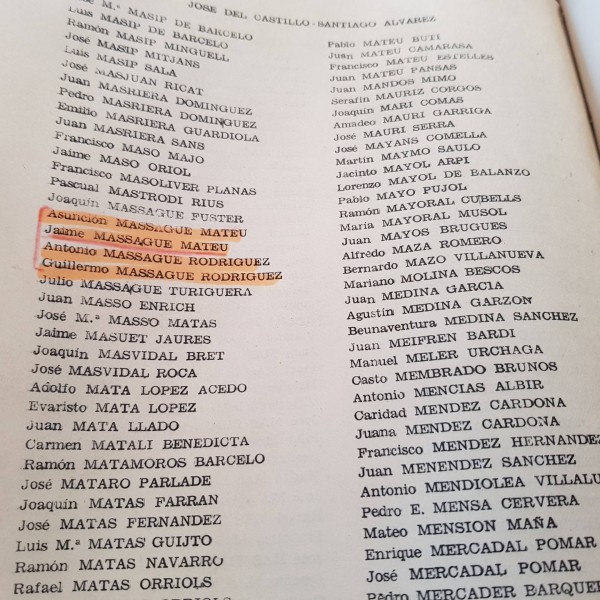 JOSE DEL CASTILLO-SANTIAGO ALVAREZ
José M.ª MASIP DE BARCELO
Luis MASIP DE BARCELO
Ramón MASIP MINGUELL
José MASIP MITJANS
Luis MASIP SALA
José MASJUAN RICAT
Juan MASRIERA DOMINGUEZ
Pedro MASRIERA DOMINGUEZ
Emilio MASRIERA GUARDIOLA
Juan MASRIERA SANS
Francisco MASO MAJO
Jaime MASO ORIOL
Francisco MASOLIVER PLANAS
Pascual MASTRODI RIUS
Joaquín MASSAGUE FUSTER
Asunción MASSAGUE MATEU
Jaime MASSAGUE MATEU
Antonio MASSAGUE RODRIGUEZ
Guillermo MASSAGUE RODRIGUEZ
Julio MASSAGUE TURIGUERA
Juan MASSO ENRICH
José M.ª MASSO MATAS
Jaime MASUET JAURES
Joaquín MASVIDAL BRET
José MASVIDAL ROCA
Adolfo MATA LOPEZ ACEDO
Evaristo MATA LOPEZ
Juan MATA LLADO
Carmen MATALI BENEDICTA
Ramón MATAMOROS BARCELO
José MATARO PARLADE
Joaquín MATAS FARRAN
José MATAS FERNANDEZ
Luis M.ª MATAS GUIJTO
Ramón MATAS NAVARRO
Rafael MATAS ORRIOLS
Pablo MATEU BUTI
Juan MATEU CAMARASA
Francisco MATEU ESTELLES
Juan MATEU PANSAS
Juan MANDOS MIMO
Serafín MAURIZ CORGOS
Joaquín MARI COMAS
Amadeo MAURI GARRIGA
José MAURI SERRA
José MAYANS COMELLA
Martín MAYMO SAULO
Jacinto MAYOL ARPI
Lorenzo MAYOL DE BALANZO
Pablo MAYO PUJOL
Ramón MAYORAL CUBELLS
María MAYORAL MUSOL
Juan MAYOS BRUGUES
Alfrédo MAZA ROMERO
Bernardo MAZO VILLANUEVA
Mariano MOLINA BESCOS
Juan MEDINA GARCIA
Agustín MEDINA GARZON
Beunaventura MEDINA SANCHEZ
Juan MEIFREN BARDI
Manuel MELER URCHAGA
Casto MEMBRADO BRUNOS
Antonio MENCIAS ALBIR
Caridad MENDEZ CARDONA
Juana MENDEZ CARDONA
Francisco MENDEZ HERNANDEZ
Juan MENENDEZ SANCHEZ
Antonio MENDIOLEA VILLALU
Pedro E. MENSA CERVERA
Mateo MENSION MAÑA
Enrique MERCADAL POMAR
José MERCADAL POMAR
Pedro MERCADER BARQUE